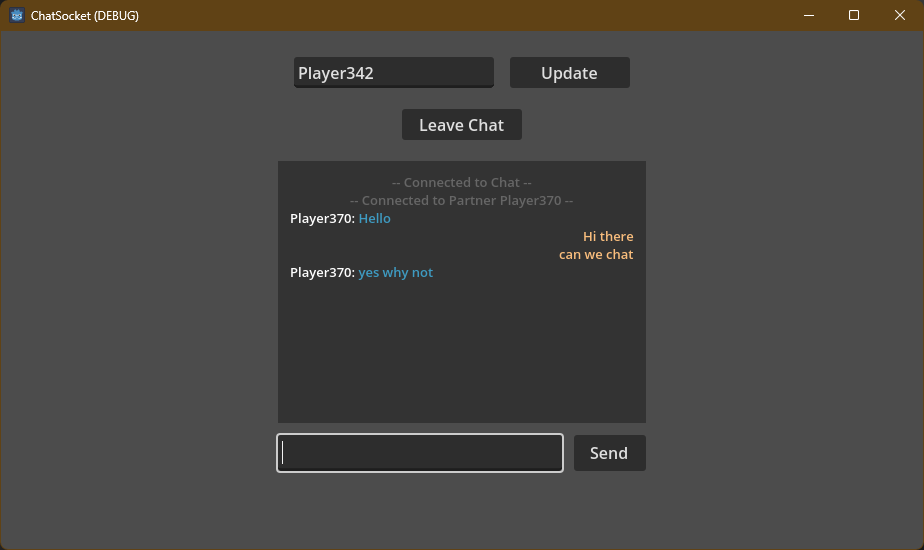 ChatSocket (DEBUG)
Player342
Update
Leave Chat
-- Connected to Chat --
-- Connected to Partner Player370 --
Player370: Hello
Hi there
can we chat
Player370: yes why not
Send